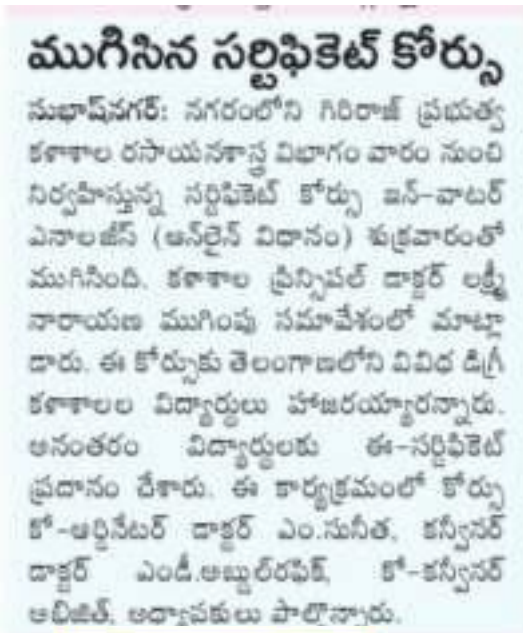 ముగిసిన సర్టిఫికెట్ కోర్సు
సుభాష్‌నగర్: నగరంలోని గిరిరాజ్ ప్రభుత్వ
కళాశాల రసాయనశాస్త్ర విభాగం వారం నుంచి
నిర్వహిస్తున్న సర్టిఫికెట్ కోర్సు ఇన్-వాటర్
ఎనాలజీస్ (ఆన్‌లైన్ విధానం) శుక్రవారంతో
ముగిసింది. కళాశాల ప్రిన్సిపల్ డాక్టర్ లక్ష్మీ
నారాయణ ముగింపు సమావేశంలో మాట్లా
డారు. ఈ కోర్సుకు తెలంగాణలోని వివిధ డిగ్రీ
కళాశాలల విద్యార్థులు హాజరయ్యారన్నారు.
అనంతరం విద్యార్థులకు ఈ-సర్టిఫికెట్
ప్రదానం చేశారు. ఈ కార్యక్రమంలో కోర్సు
కో-ఆర్డినేటర్ డాక్టర్ ఎం.సునీత, కన్వీనర్
డాక్టర్ ఎండీ.అబ్దుల్‌రఫిక్, కో-కన్వీనర్
అభిజిత్, అధ్యాపకులు పాల్గొన్నారు.